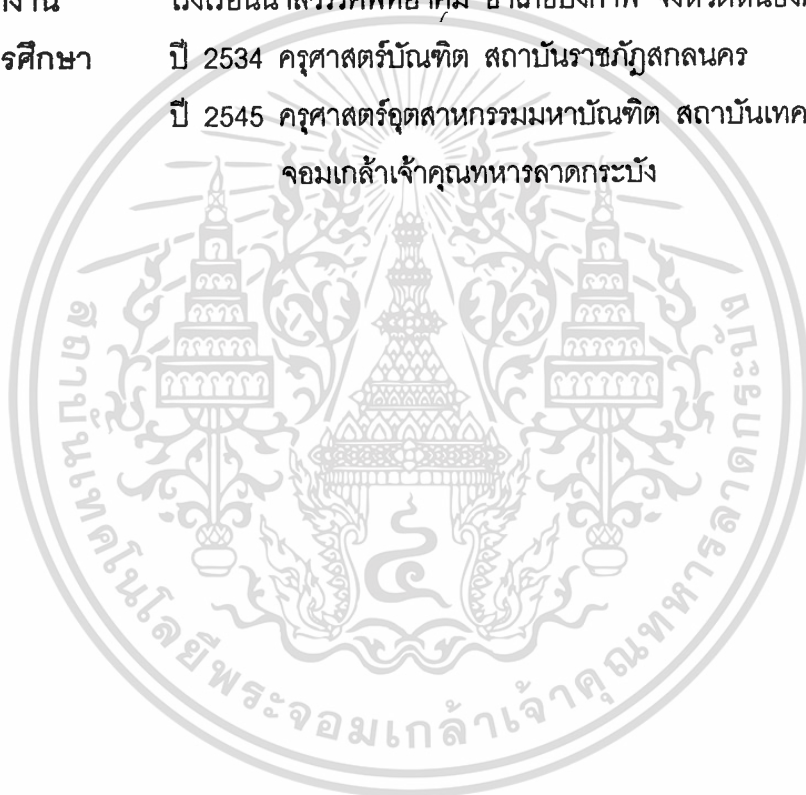 รศึกษา ปี 2534 ครุศาสตร์บัณฑิต สถาบันราชภัฏสกลนคร
ปี 2545 ครุศาสตร์อุตสาหกรรมมหาบัณฑิต สถาบันเทค
จอมเกล้าเจ้าคุณทหารลาดกระบัง
สถาบันเทคโนโลยีพระจอมเกล้าเจ้าคุณทหารลาดกระบัง
๔